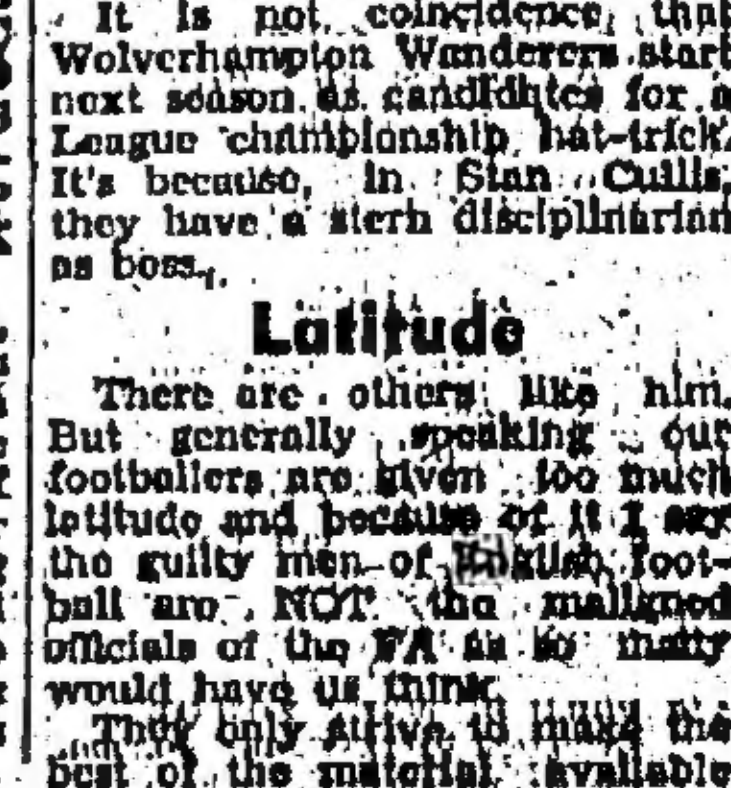 It is not coincidence that
Wolverhampton Wanderers start
next season as candidates for a
League championship hat-trick.
It's because, in Stan Cullis,
they have a stern disciplinarian
as boss.
Latitude
There are others like him.
But generally speaking our
footballers are given too much
latitude and because of it I say
the guilty men of English foot-
ball are NOT the maligned
officials of the FA as so many
would have us think.
They only strive to make the
best of the material available